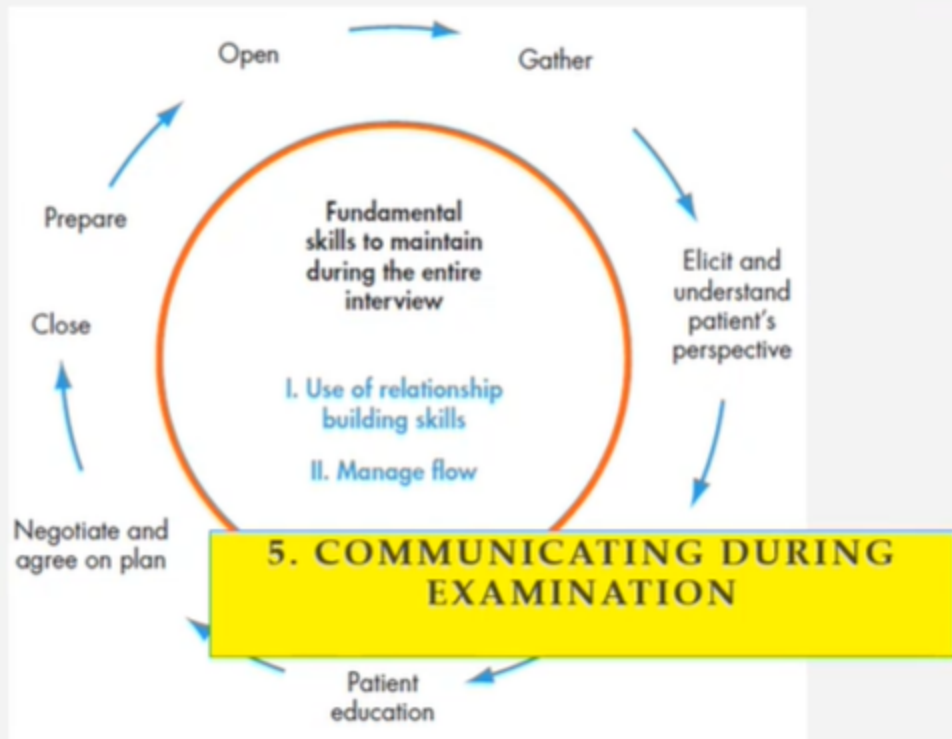 Open
Gather
Prepare
Fundamental
skills to maintain
during the entire
interview
Elicit and
understand
patient's
perspective
Close
I. Use of relationship
building skills
II. Manage flow
Negotiate and
agree on plan
5. COMMUNICATING DURING
EXAMINATION
Patient
education